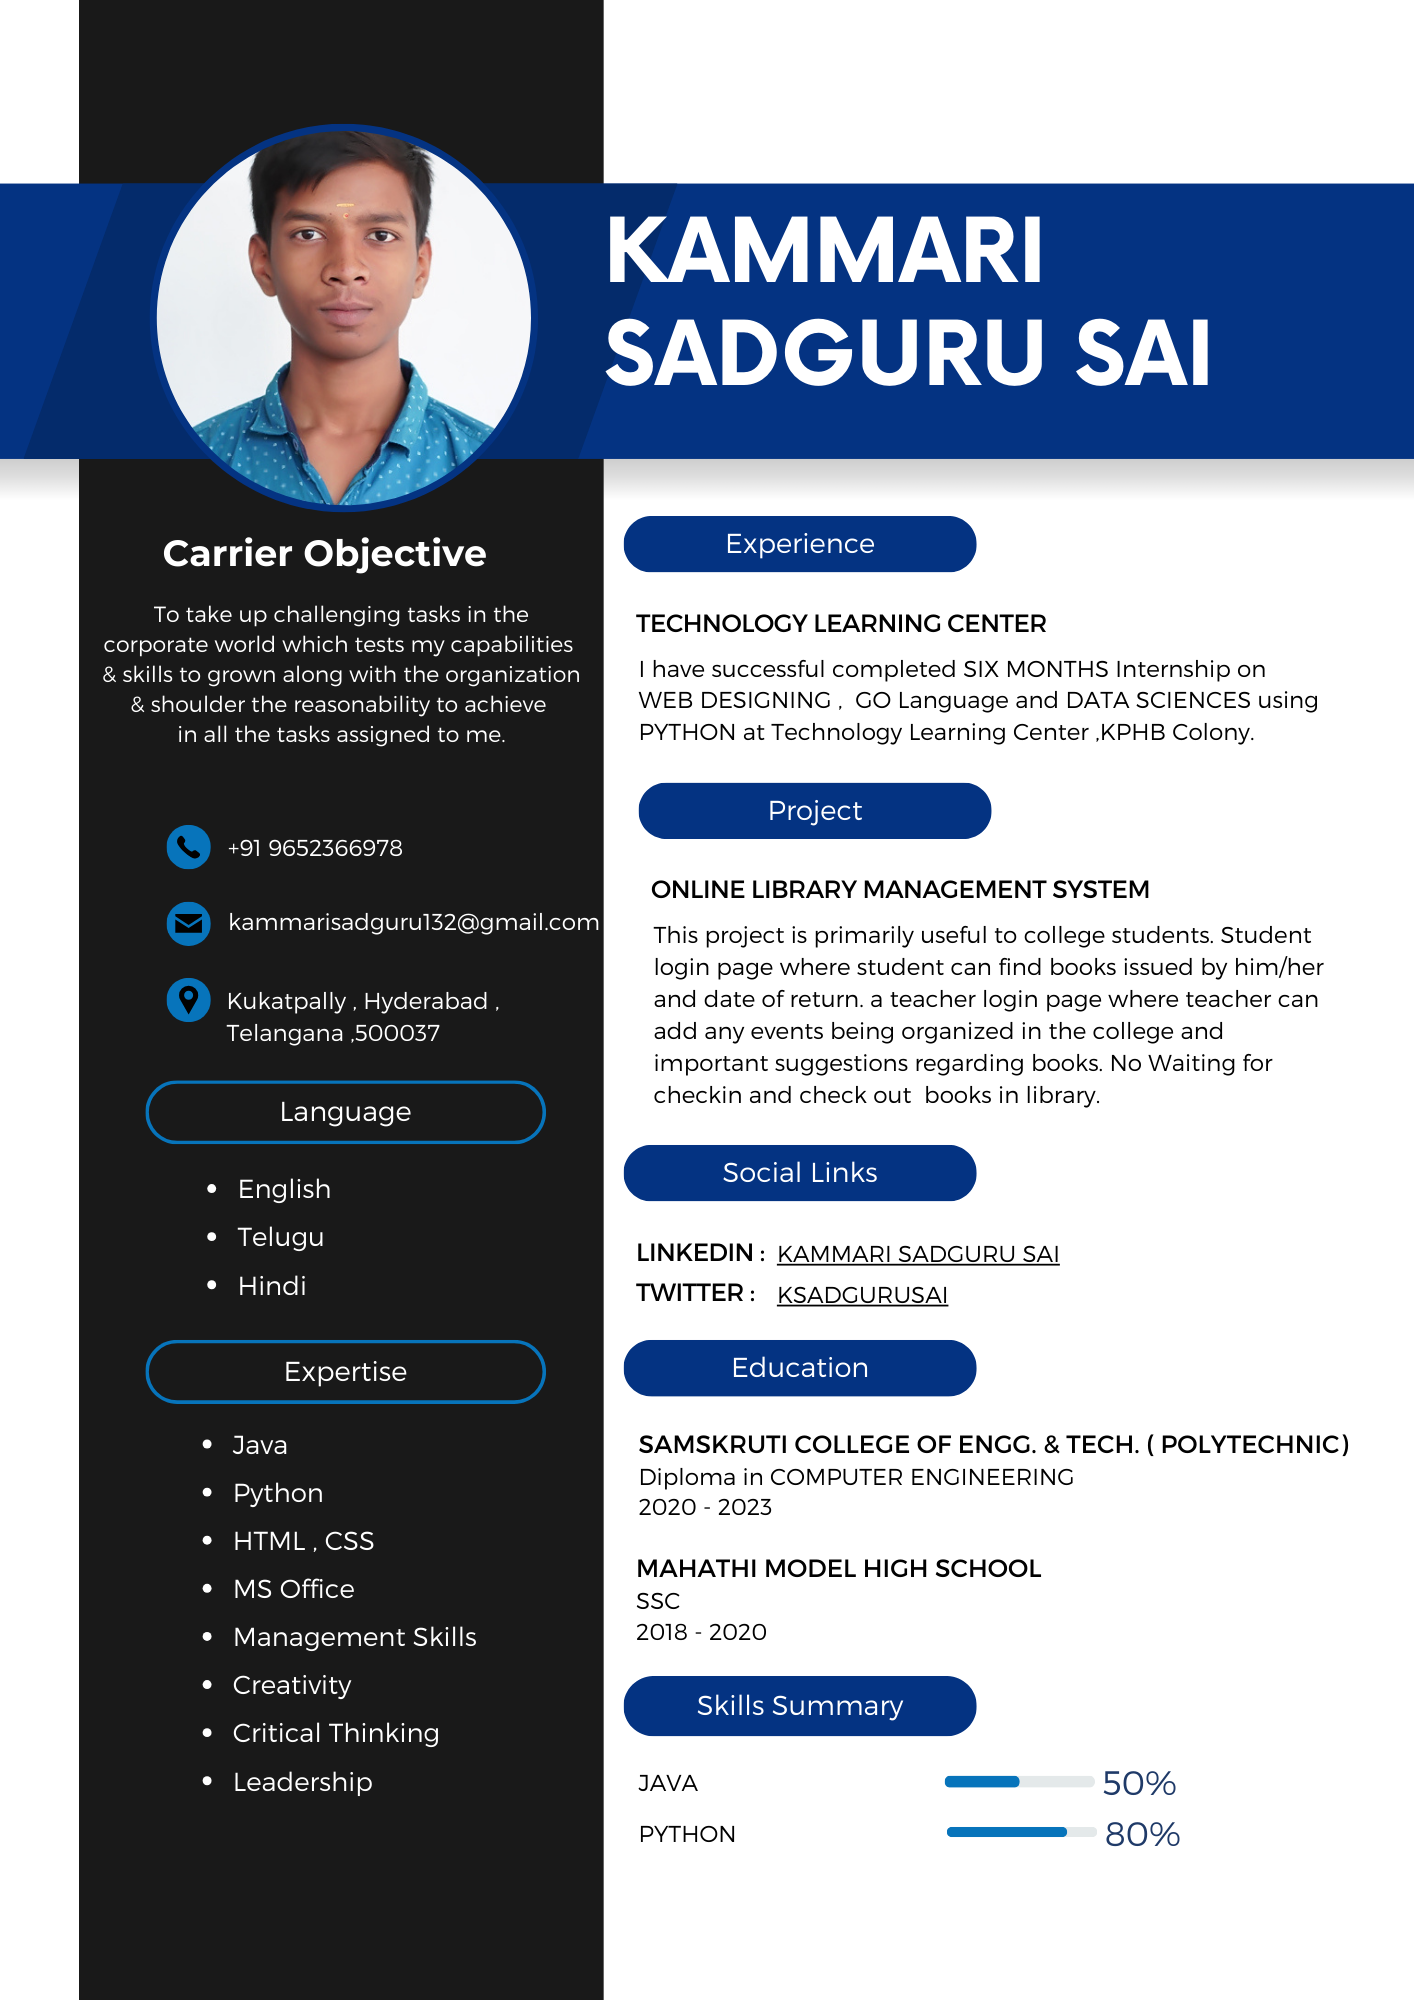 KAMMARI
SADGURU SAI
Carrier Objective
To take up challenging tasks in the
corporate world which tests my capabilities
& skills to grown along with the organization
& shoulder the reasonability to achieve
in all the tasks assigned to me.
+91 9652366978
kammarisadguru132@gmail.com
Kukatpally , Hyderabad ,
Telangana ,500037
Language
• English
• Telugu
• Hindi
Expertise
• Java
• Python
• HTML , CSS
• MS Office
• Management Skills
• Creativity
• Critical Thinking
• Leadership
Experience
TECHNOLOGY LEARNING CENTER
I have successful completed SIX MONTHS Internship on
WEB DESIGNING ,  GO Language and DATA SCIENCES using
PYTHON at Technology Learning Center ,KPHB Colony.
Project
ONLINE LIBRARY MANAGEMENT SYSTEM
This project is primarily useful to college students. Student
login page where student can find books issued by him/her
and date of return. a teacher login page where teacher can
add any events being organized in the college and
important suggestions regarding books. No Waiting for
checkin and check out  books in library.
Social Links
LINKEDIN : KAMMARI SADGURU SAI
TWITTER : KSADGURUSAI
Education
SAMSKRUTI COLLEGE OF ENGG. & TECH. ( POLYTECHNIC)
Diploma in COMPUTER ENGINEERING
2020 - 2023
MAHATHI MODEL HIGH SCHOOL
SSC
2018 - 2020
Skills Summary
JAVA 50%
PYTHON 80%